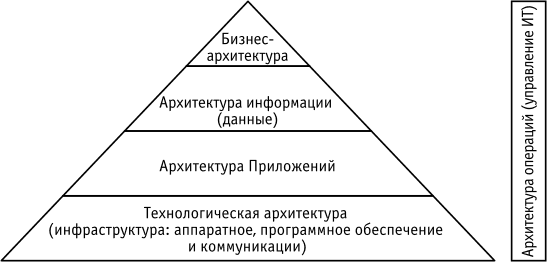 Бизнес-
архитектура
Архитектура информации
(данные)
Архитектура Приложений
Технологическая архитектура
(инфраструктура: аппаратное, программное обеспечение
и коммуникации)
Архитектура операций (управление ИТ)